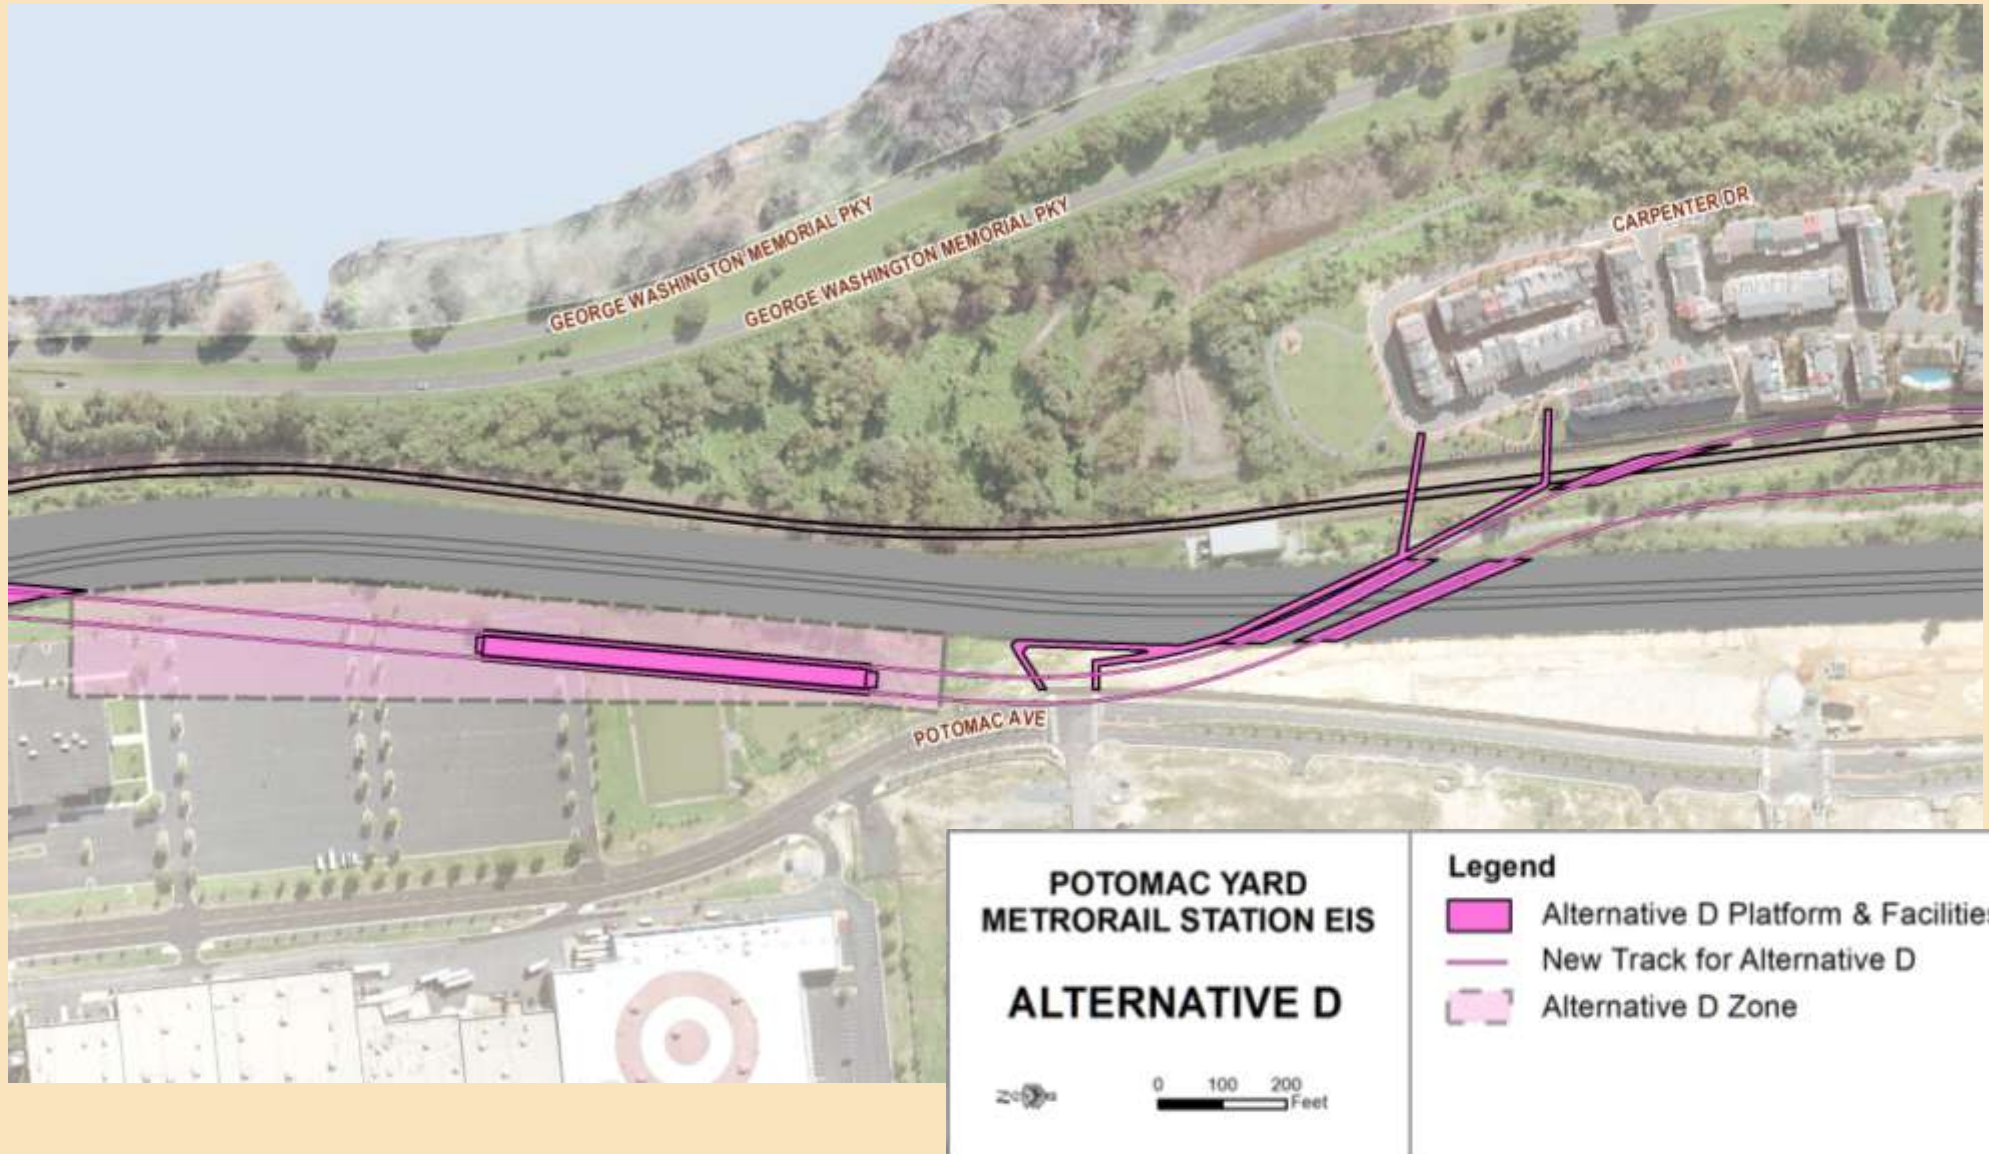 GEORGE WASHINGTON MEMORIAL PKY
GEORGE WASHINGTON MEMORIAL PKY
CARPENTER DR
POTOMAC AVE
POTOMAC YARD
METRORAIL STATION EIS
ALTERNATIVE D
0 100 200
Feet
Legend
Alternative D Platform & Facilities
New Track for Alternative D
Alternative D Zone